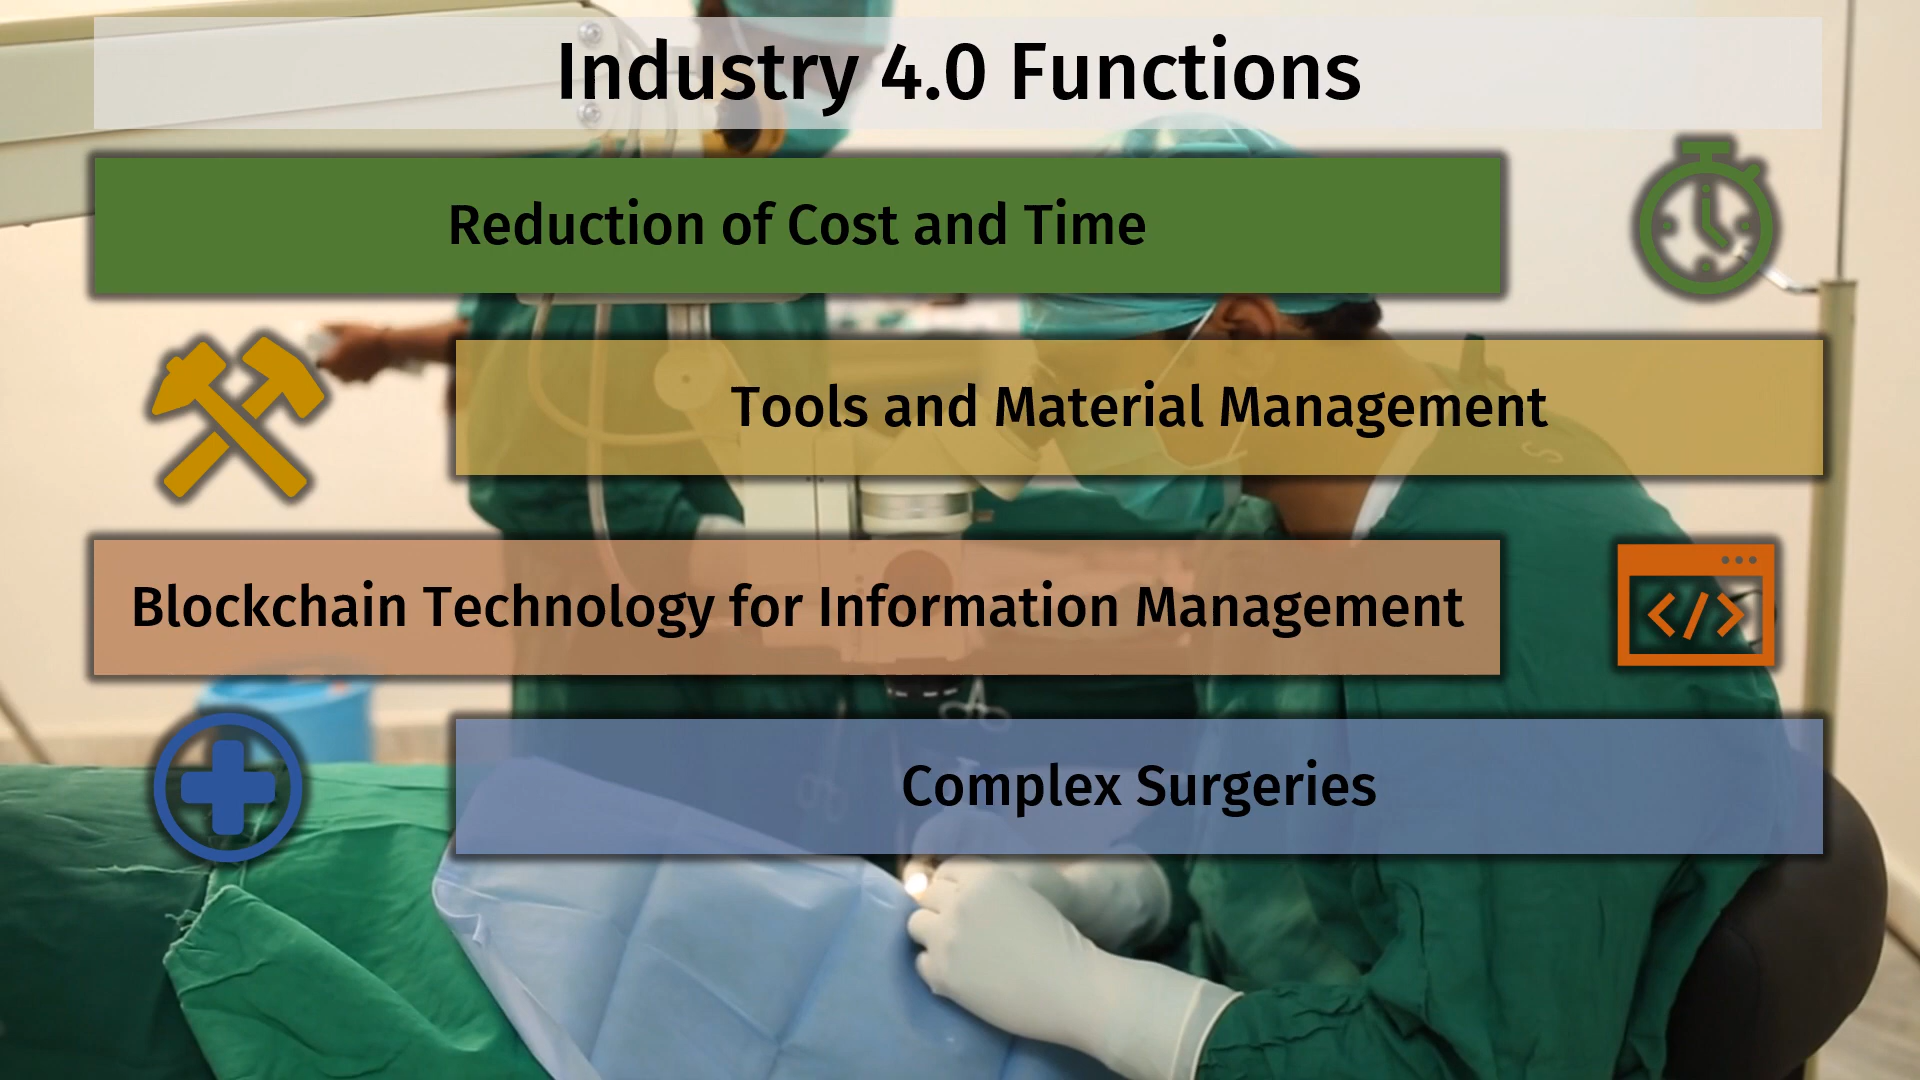 Industry 4.0 Functions
Reduction of Cost and Time
Tools and Material Management
Blockchain Technology for Information Management
</>
Complex Surgeries